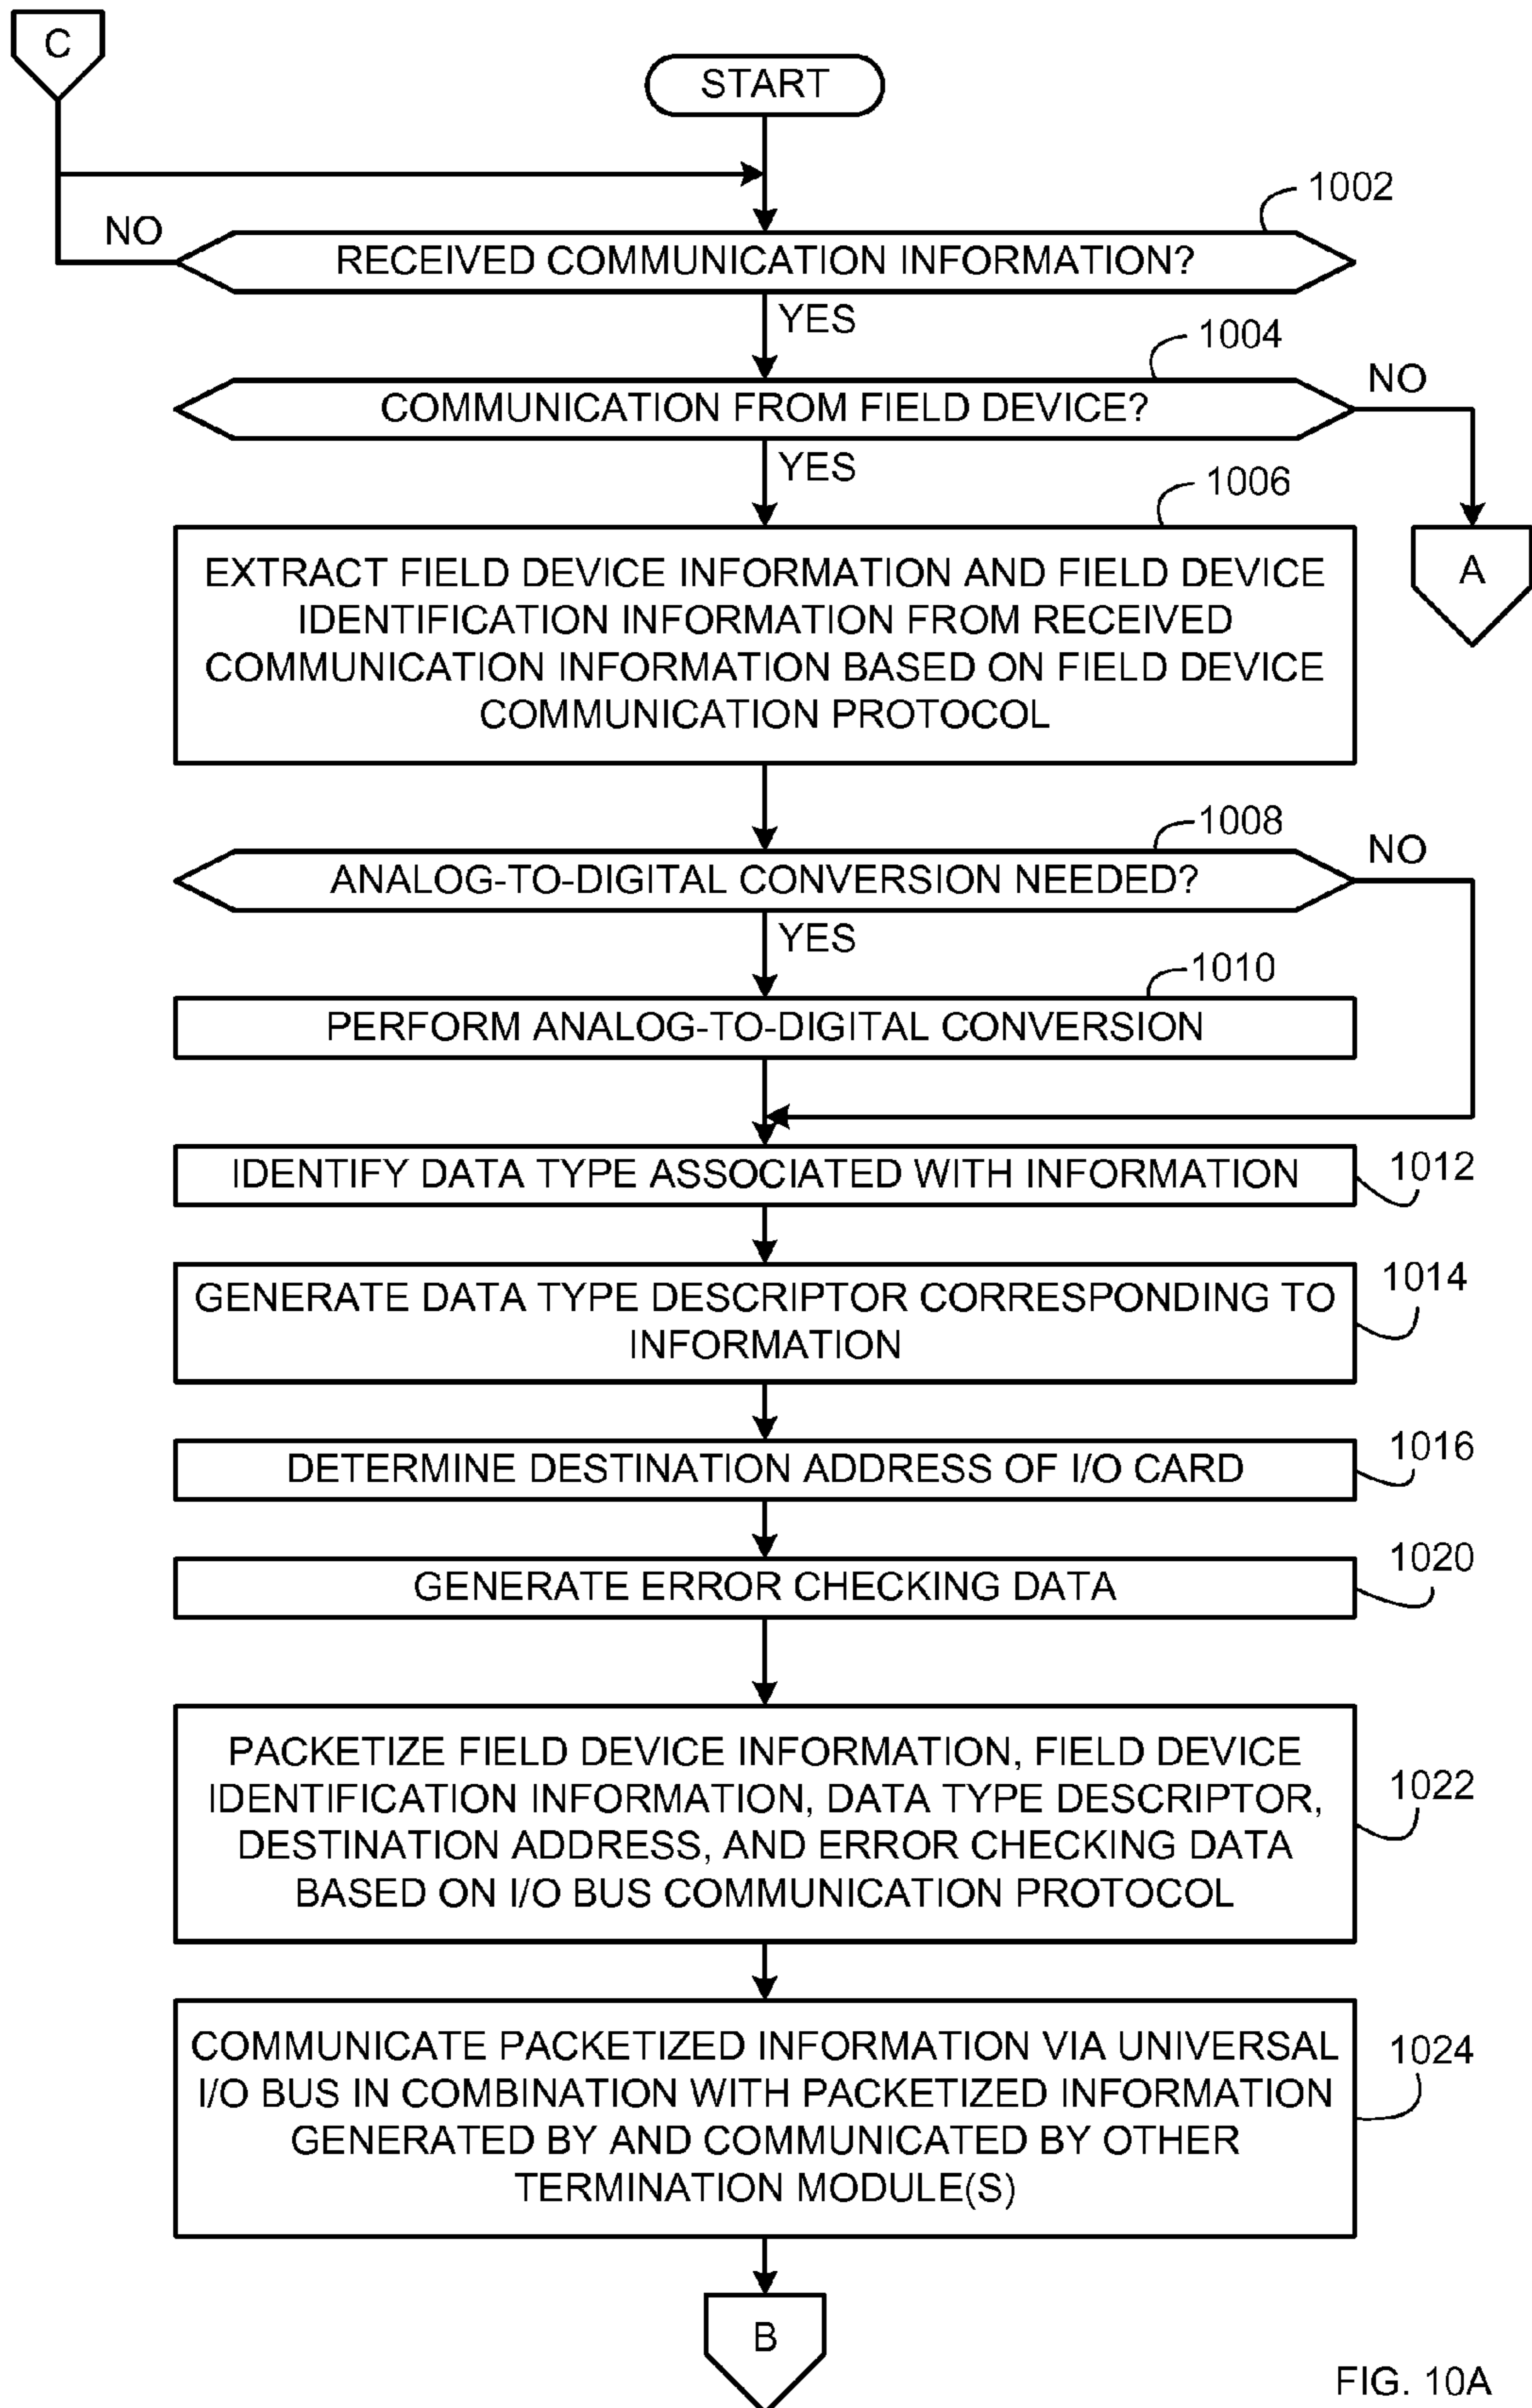 C
START
1002
NO
RECEIVED COMMUNICATION INFORMATION?
YES
1004
NO
COMMUNICATION FROM FIELD DEVICE?
YES
1006
EXTRACT FIELD DEVICE INFORMATION AND FIELD DEVICE
IDENTIFICATION INFORMATION FROM RECEIVED
COMMUNICATION INFORMATION BASED ON FIELD DEVICE
COMMUNICATION PROTOCOL
A
1008
NO
ANALOG-TO-DIGITAL CONVERSION NEEDED?
YES
1010
PERFORM ANALOG-TO-DIGITAL CONVERSION
IDENTIFY DATA TYPE ASSOCIATED WITH INFORMATION
1012
GENERATE DATA TYPE DESCRIPTOR CORRESPONDING TO
INFORMATION
1014
DETERMINE DESTINATION ADDRESS OF I/O CARD
1016
GENERATE ERROR CHECKING DATA
1020
PACKETIZE FIELD DEVICE INFORMATION, FIELD DEVICE
IDENTIFICATION INFORMATION, DATA TYPE DESCRIPTOR,
DESTINATION ADDRESS, AND ERROR CHECKING DATA
BASED ON I/O BUS COMMUNICATION PROTOCOL
1022
COMMUNICATE PACKETIZED INFORMATION VIA UNIVERSAL
I/O BUS IN COMBINATION WITH PACKETIZED INFORMATION
GENERATED BY AND COMMUNICATED BY OTHER
TERMINATION MODULE(S)
1024
B
FIG. 10A